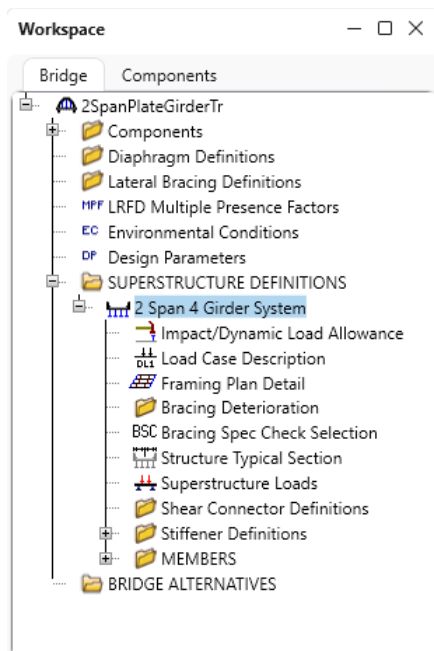 Workspace
Bridge Components
2SpanPlateGirderTr
Components
Diaphragm Definitions
Lateral Bracing Definitions
MPF LRFD Multiple Presence Factors
EC Environmental Conditions
DP Design Parameters
SUPERSTRUCTURE DEFINITIONS
2 Span 4 Girder System
Impact/Dynamic Load Allowance
DL1 Load Case Description
Framing Plan Detail
Bracing Deterioration
BSC Bracing Spec Check Selection
Structure Typical Section
Superstructure Loads
Shear Connector Definitions
Stiffener Definitions
MEMBERS
BRIDGE ALTERNATIVES